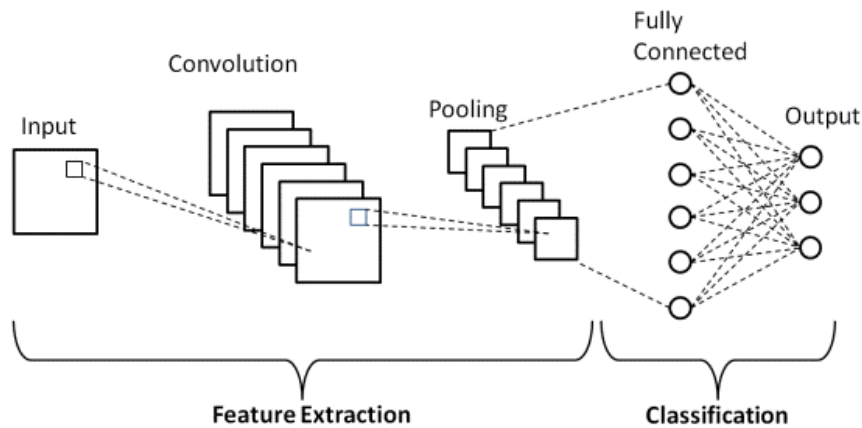 Fully
Connected
Convolution
Pooling
Output
Input
Feature Extraction
Classification